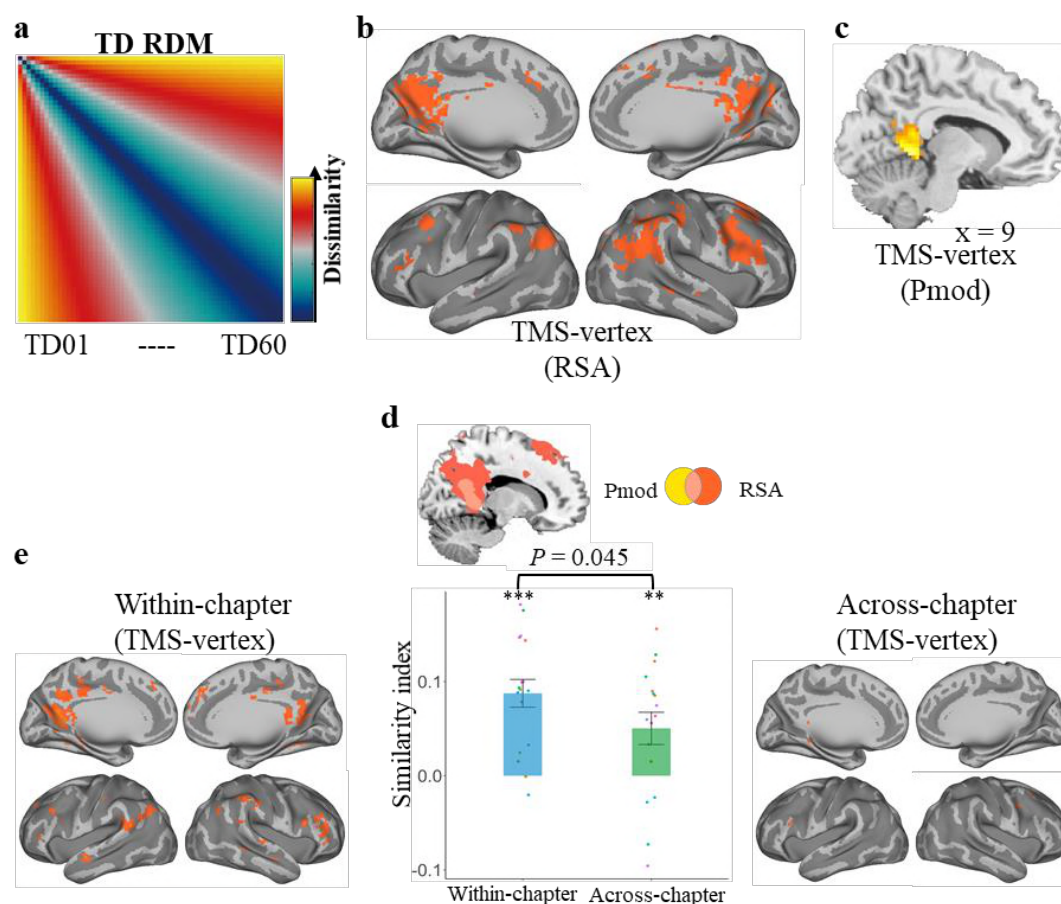 a
TD RDM
Dissimilarity
TD01 ---- TD60
b
TMS-vertex
(RSA)
c
x = 9
TMS-vertex
(Pmod)
d
Pmod RSA
P = 0.045
*** **
Similarity index
0.1
0.0
-0.1
Within-chapter Across-chapter
e
Within-chapter
(TMS-vertex)
Across-chapter
(TMS-vertex)